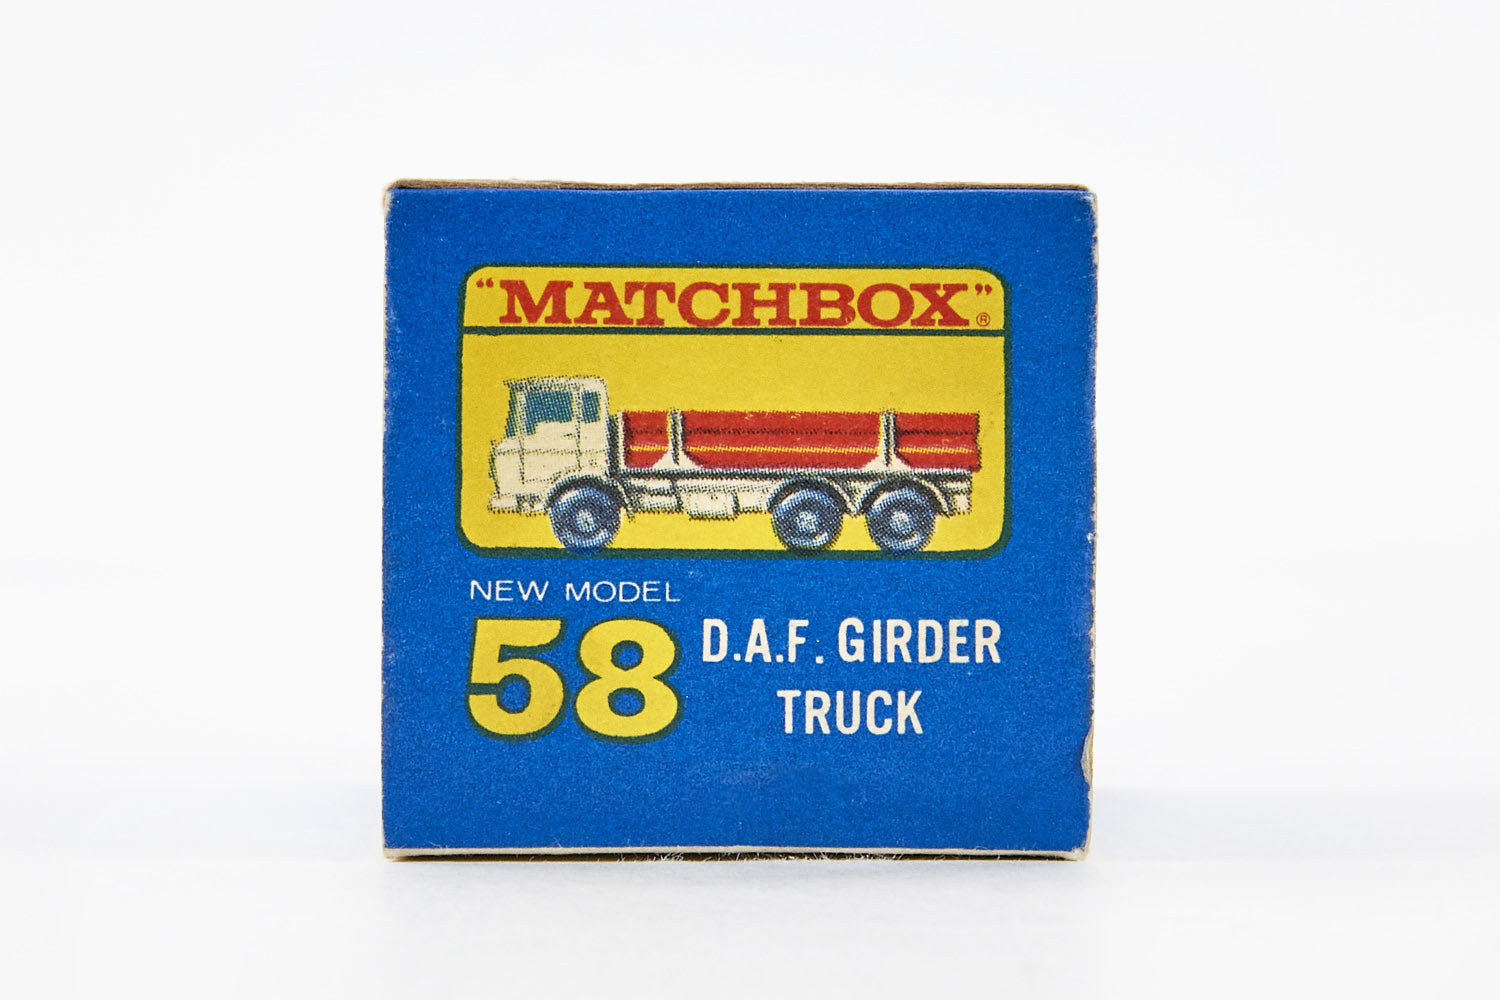 “MATCHBOX”®
NEW MODEL
58 D.A.F. GIRDER
TRUCK